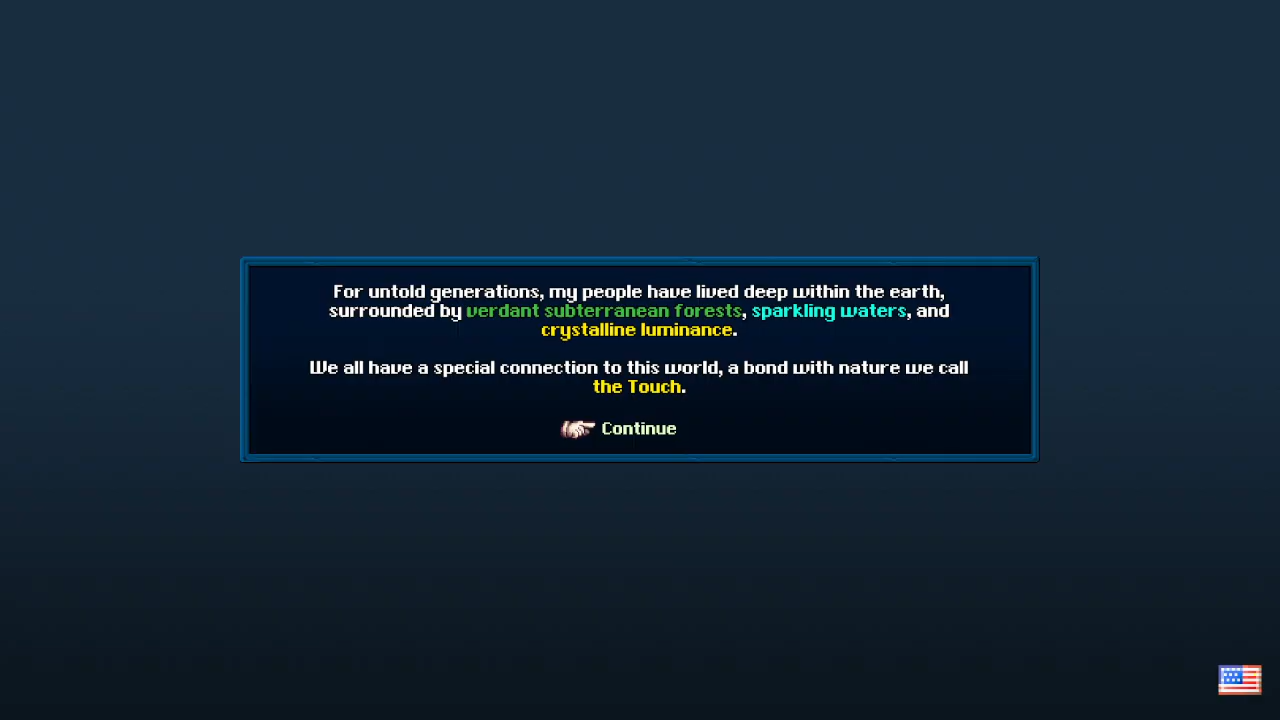 For untold generations, my people have lived deep within the earth,
surrounded by verdant subterranean forests, sparkling waters, and
crystalline luminance.
We all have a special connection to this world, a bond with nature we call
the Touch.
Continue